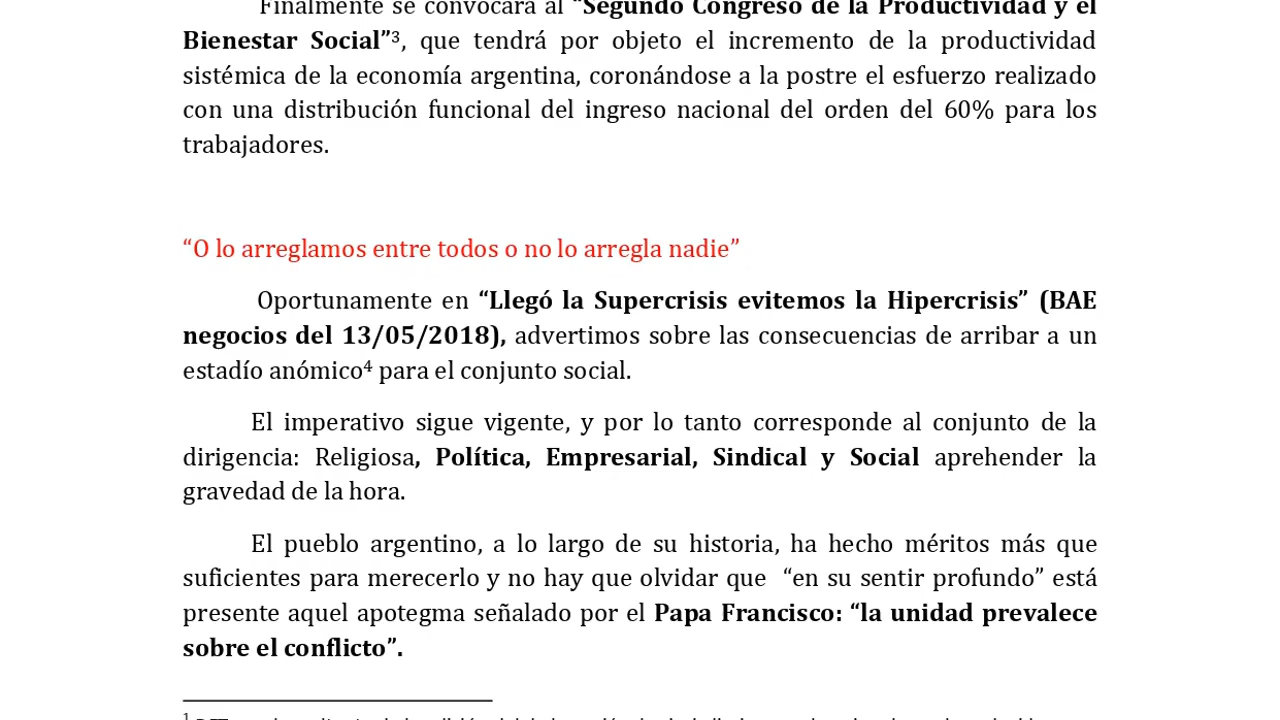 Finalmente se convocará al “Segundo Congreso de la Productividad y el
Bienestar Social”³, que tendrá por objeto el incremento de la productividad
sistémica de la economía argentina, coronándose a la postre el esfuerzo realizado
con una distribución funcional del ingreso nacional del orden del 60% para los
trabajadores.
“O lo arreglamos entre todos o no lo arregla nadie”
Oportunamente en “Llegó la Supercrisis evitemos la Hipercrisis” (BAE
negocios del 13/05/2018), advertimos sobre las consecuencias de arribar a un
estadío anómico⁴ para el conjunto social.
El imperativo sigue vigente, y por lo tanto corresponde al conjunto de la
dirigencia: Religiosa, Política, Empresarial, Sindical y Social aprehender la
gravedad de la hora.
El pueblo argentino, a lo largo de su historia, ha hecho méritos más que
suficientes para merecerlo y no hay que olvidar que “en su sentir profundo” está
presente aquel apotegma señalado por el Papa Francisco: “la unidad prevalece
sobre el conflicto”.